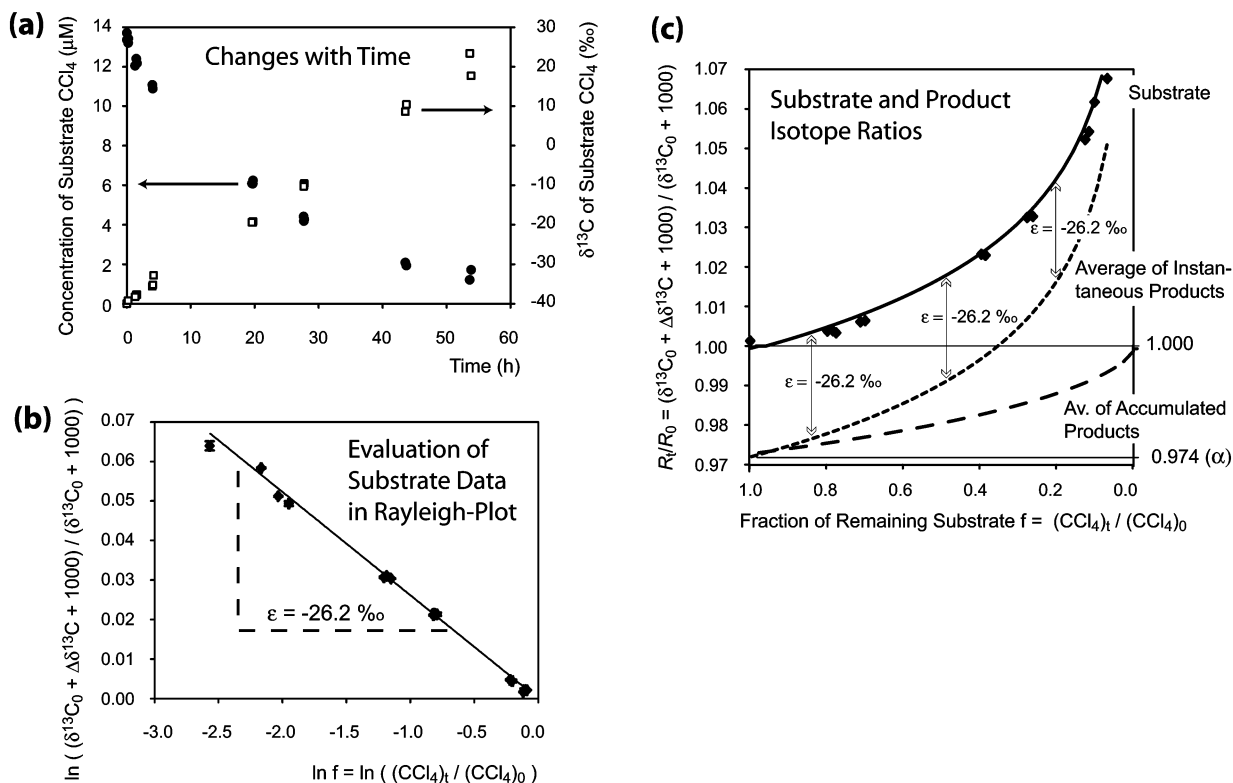 (a)
Concentration of Substrate CCl₄ (µM)
14
12
10
8
6
4
2
0
Changes with Time
30
20
10
0
-10
-20
-30
-40
δ¹³C of Substrate CCl₄ (‰)
0 10 20 30 40 50 60
Time (h)
(b)
ln ( (δ¹³C₀ + Δδ¹³C + 1000) / (δ¹³C₀ + 1000) )
0.07
0.06
0.05
0.04
0.03
0.02
0.01
0.00
Evaluation of
Substrate Data
in Rayleigh-Plot
ε = -26.2 ‰
-3.0 -2.5 -2.0 -1.5 -1.0 -0.5 0.0
ln f = ln ( (CCl₄)t / (CCl₄)₀ )
(c)
Rt/R₀ = (δ¹³C₀ + Δδ¹³C + 1000) / (δ¹³C₀ + 1000)
1.07
1.06
1.05
1.04
1.03
1.02
1.01
1.00
0.99
0.98
0.97
Substrate and Product
Isotope Ratios
Substrate
ε = -26.2 ‰
Average of Instan-
taneous Products
ε = -26.2 ‰
1.000
ε = -26.2 ‰
Av. of Accumulated
Products
0.974 (α)
1.0 0.8 0.6 0.4 0.2 0.0
Fraction of Remaining Substrate f = (CCl₄)t / (CCl₄)₀